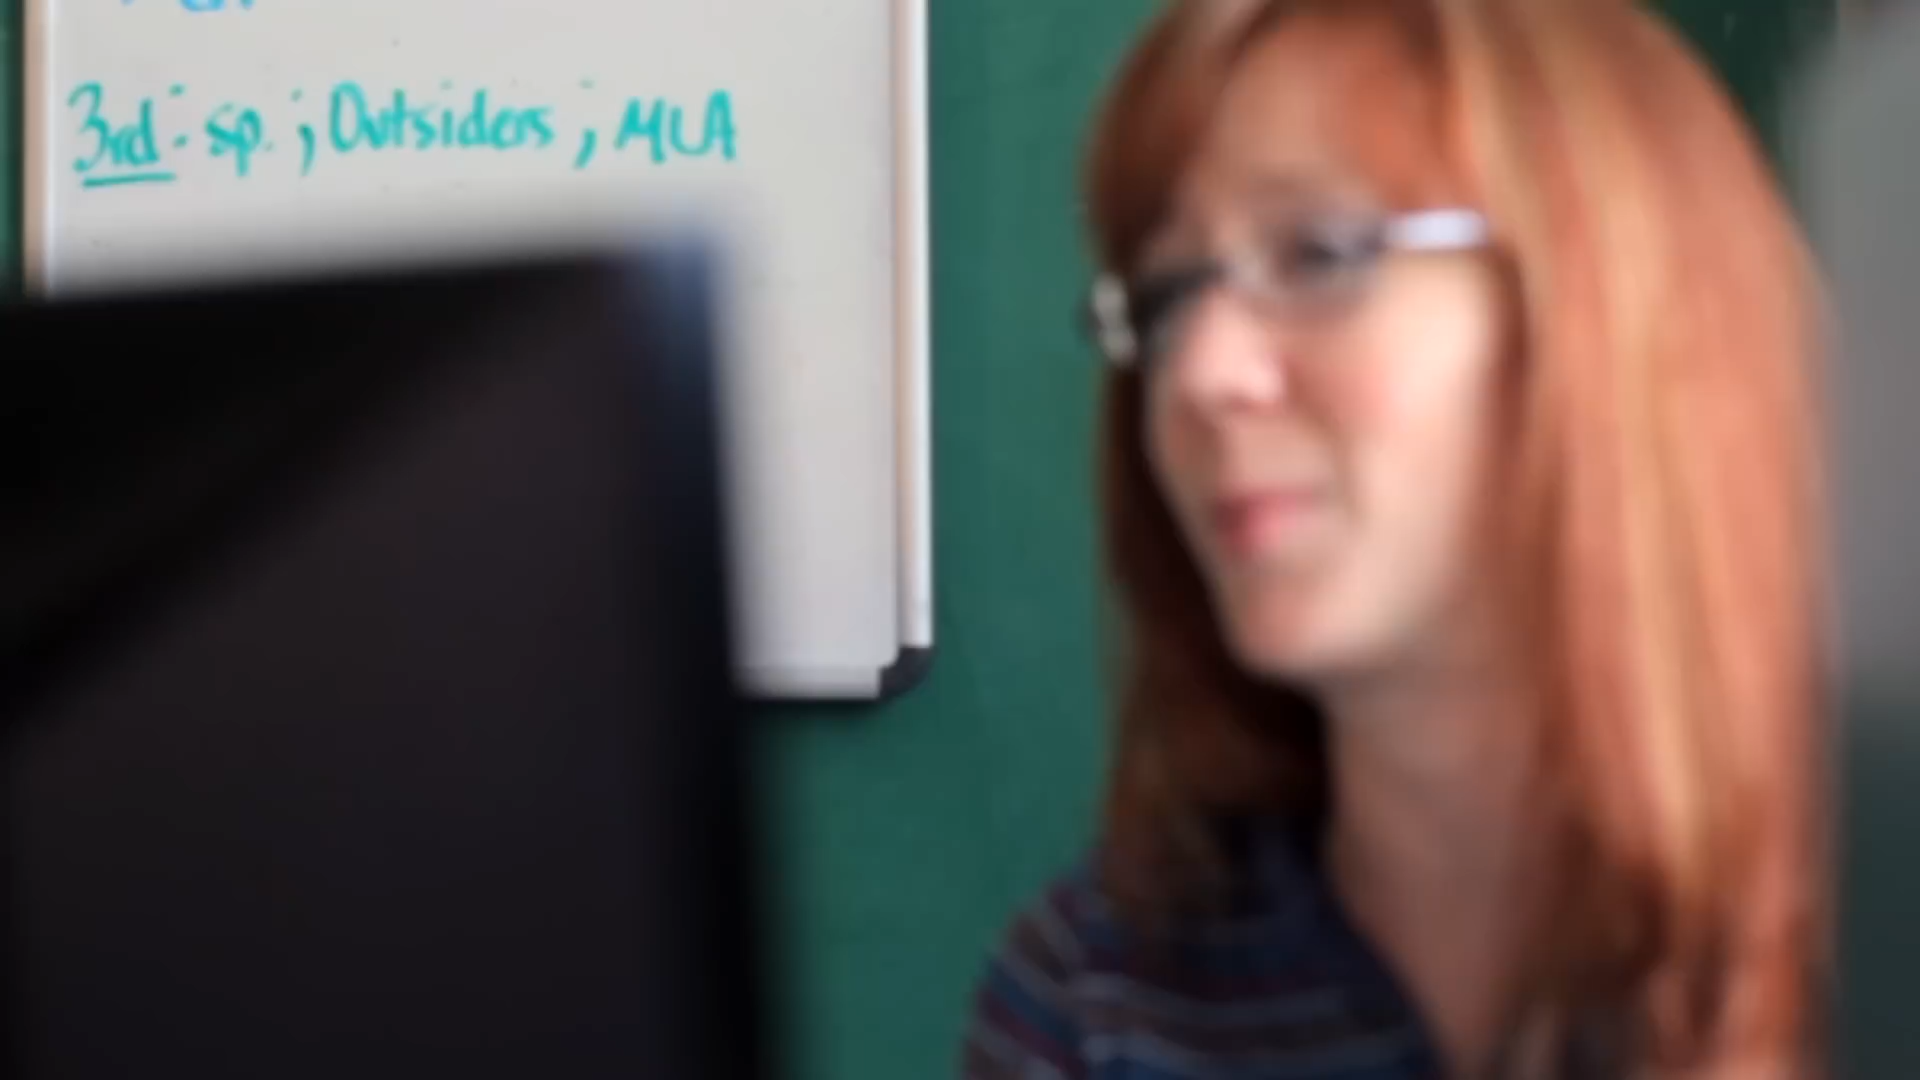 3rd: sp. ; Outsiders ; MLA